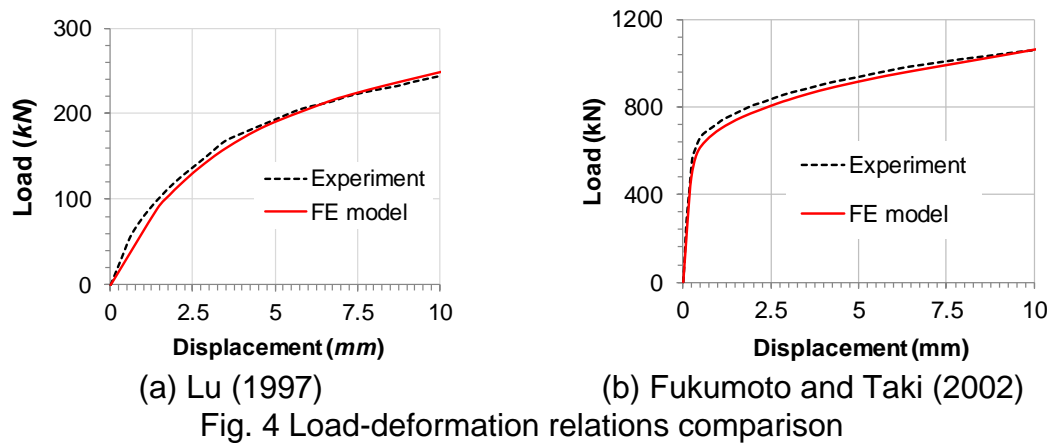 300
200
100
0
Load (kN)
Experiment
FE model
0 2.5 5 7.5 10
Displacement (mm)
(a) Lu (1997)
1200
800
400
0
Load (kN)
Experiment
FE model
0 2.5 5 7.5 10
Displacement (mm)
(b) Fukumoto and Taki (2002)
Fig. 4 Load-deformation relations comparison